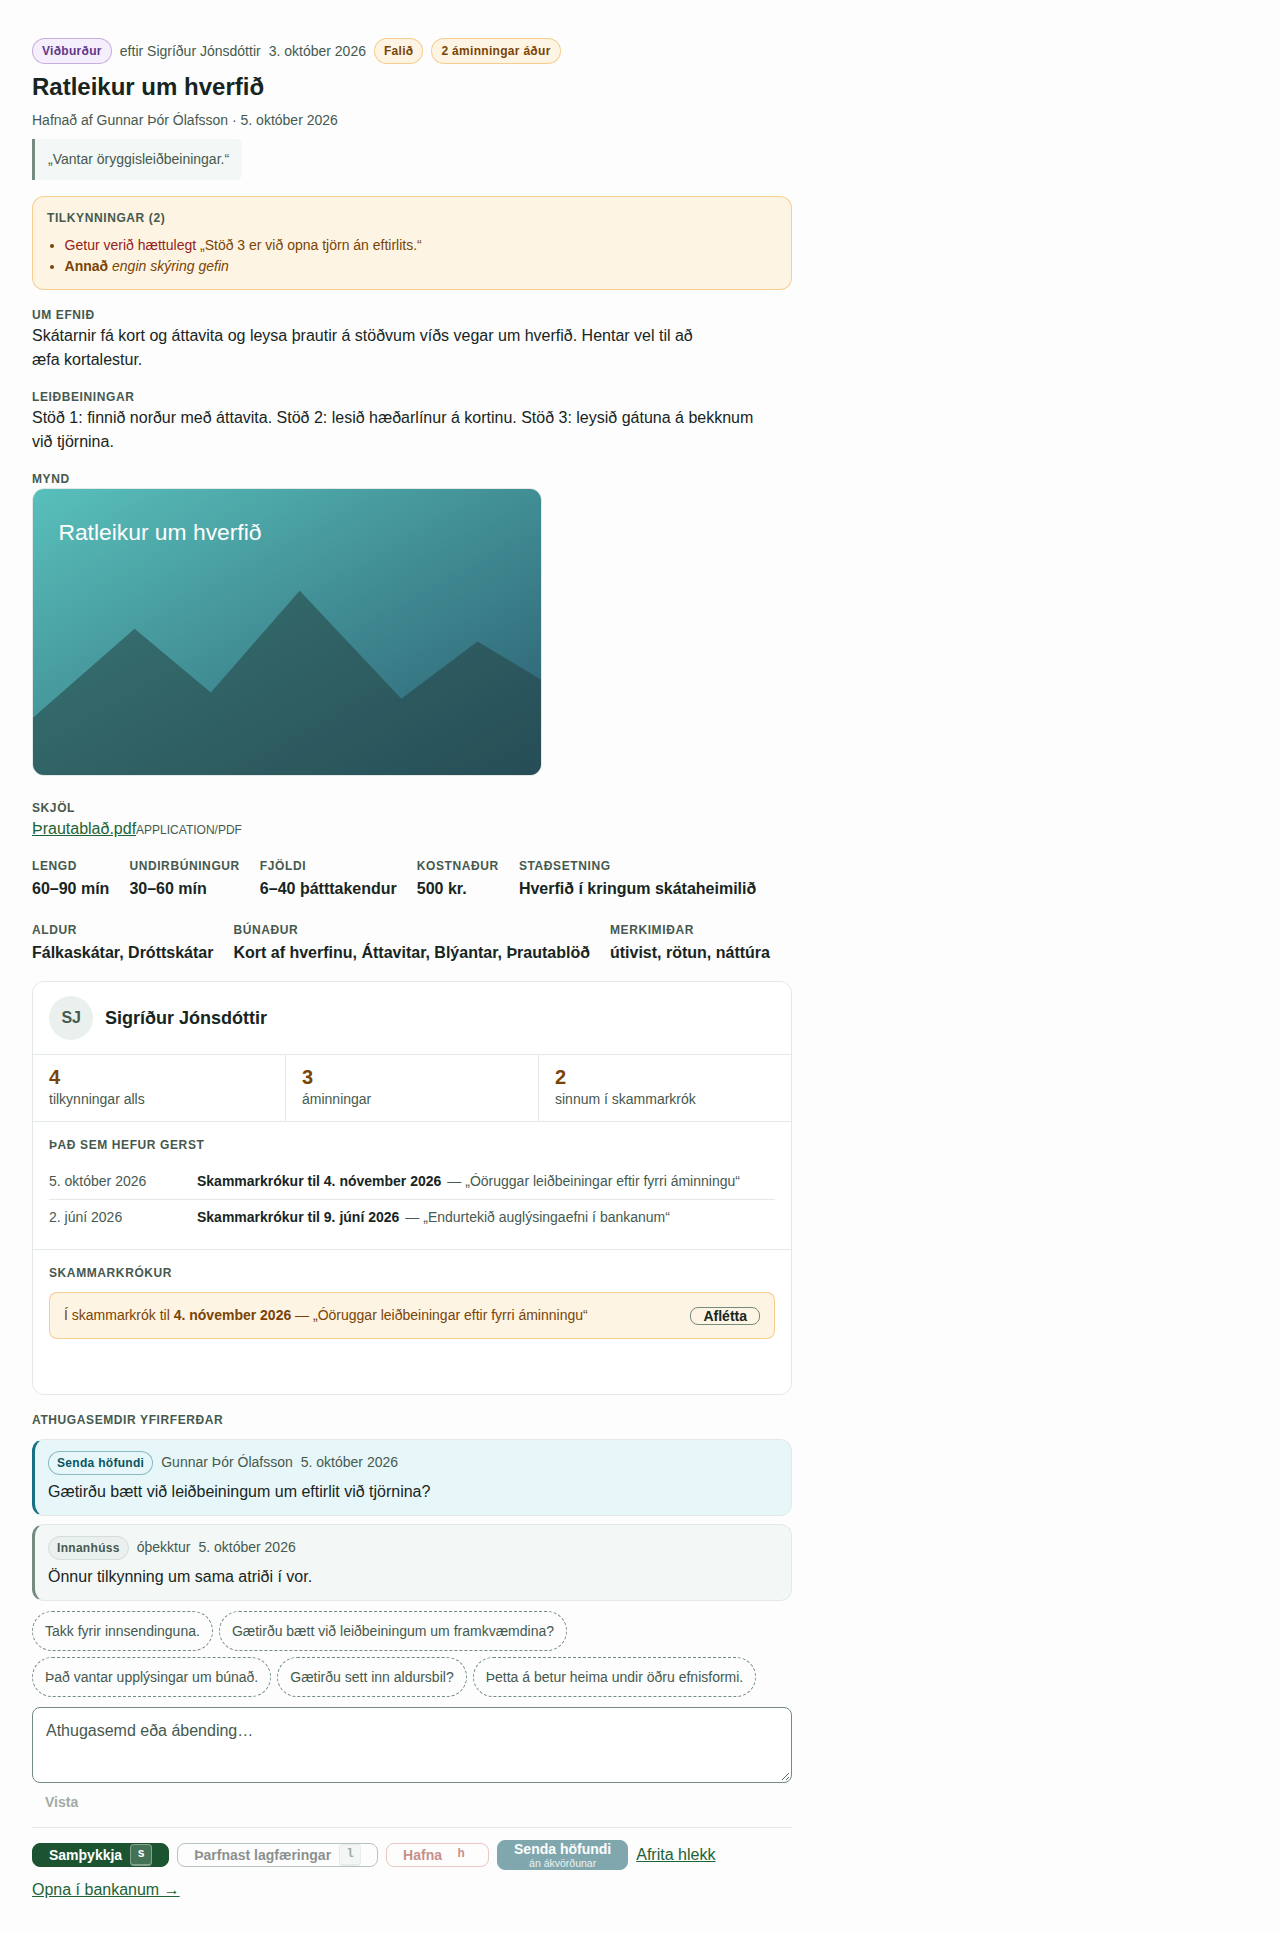 Viðburður eftir Sigríður Jónsdóttir 3. október 2026 Falið 2 áminningar áður
Ratleikur um hverfið
Hafnað af Gunnar Þór Ólafsson · 5. október 2026
„Vantar öryggisleiðbeiningar.“
TILKYNNINGAR (2)
• Getur verið hættulegt „Stöð 3 er við opna tjörn án eftirlits.“
• Annað engin skýring gefin
UM EFNIÐ
Skátarnir fá kort og áttavita og leysa þrautir á stöðvum víðs vegar um hverfið. Hentar vel til að
æfa kortalestur.
LEIÐBEININGAR
Stöð 1: finnið norður með áttavita. Stöð 2: lesið hæðarlínur á kortinu. Stöð 3: leysið gátuna á bekknum
við tjörnina.
MYND
Ratleikur um hverfið
SKJÖL
Þrautablað.pdfAPPLICATION/PDF
LENGD UNDIRBÚNINGUR FJÖLDI KOSTNAÐUR STAÐSETNING
60–90 mín 30–60 mín 6–40 þátttakendur 500 kr. Hverfið í kringum skátaheimilið
ALDUR BÚNAÐUR MERKIMIÐAR
Fálkaskátar, Dróttskátar Kort af hverfinu, Áttavitar, Blýantar, Þrautablöð útivist, rötun, náttúra
SJ Sigríður Jónsdóttir
4 3 2
tilkynningar alls áminningar sinnum í skammarkrók
ÞAÐ SEM HEFUR GERST
5. október 2026 Skammarkrókur til 4. nóvember 2026 — „Óöruggar leiðbeiningar eftir fyrri áminningu“
2. júní 2026 Skammarkrókur til 9. júní 2026 — „Endurtekið auglýsingaefni í bankanum“
SKAMMARKRÓKUR
Í skammarkrók til 4. nóvember 2026 — „Óöruggar leiðbeiningar eftir fyrri áminningu“ Aflétta
ATHUGASEMDIR YFIRFERÐAR
Senda höfundi Gunnar Þór Ólafsson 5. október 2026
Gætirðu bætt við leiðbeiningum um eftirlit við tjörnina?
Innanhúss óþekktur 5. október 2026
Önnur tilkynning um sama atriði í vor.
Takk fyrir innsendinguna. Gætirðu bætt við leiðbeiningum um framkvæmdina?
Það vantar upplýsingar um búnað. Gætirðu sett inn aldursbil? Þetta á betur heima undir öðru efnisformi.
Athugasemd eða ábending…
Vista
Samþykkja s Þarfnast lagfæringar l Hafna h Senda höfundi án ákvörðunar Afrita hlekk
Opna í bankanum →